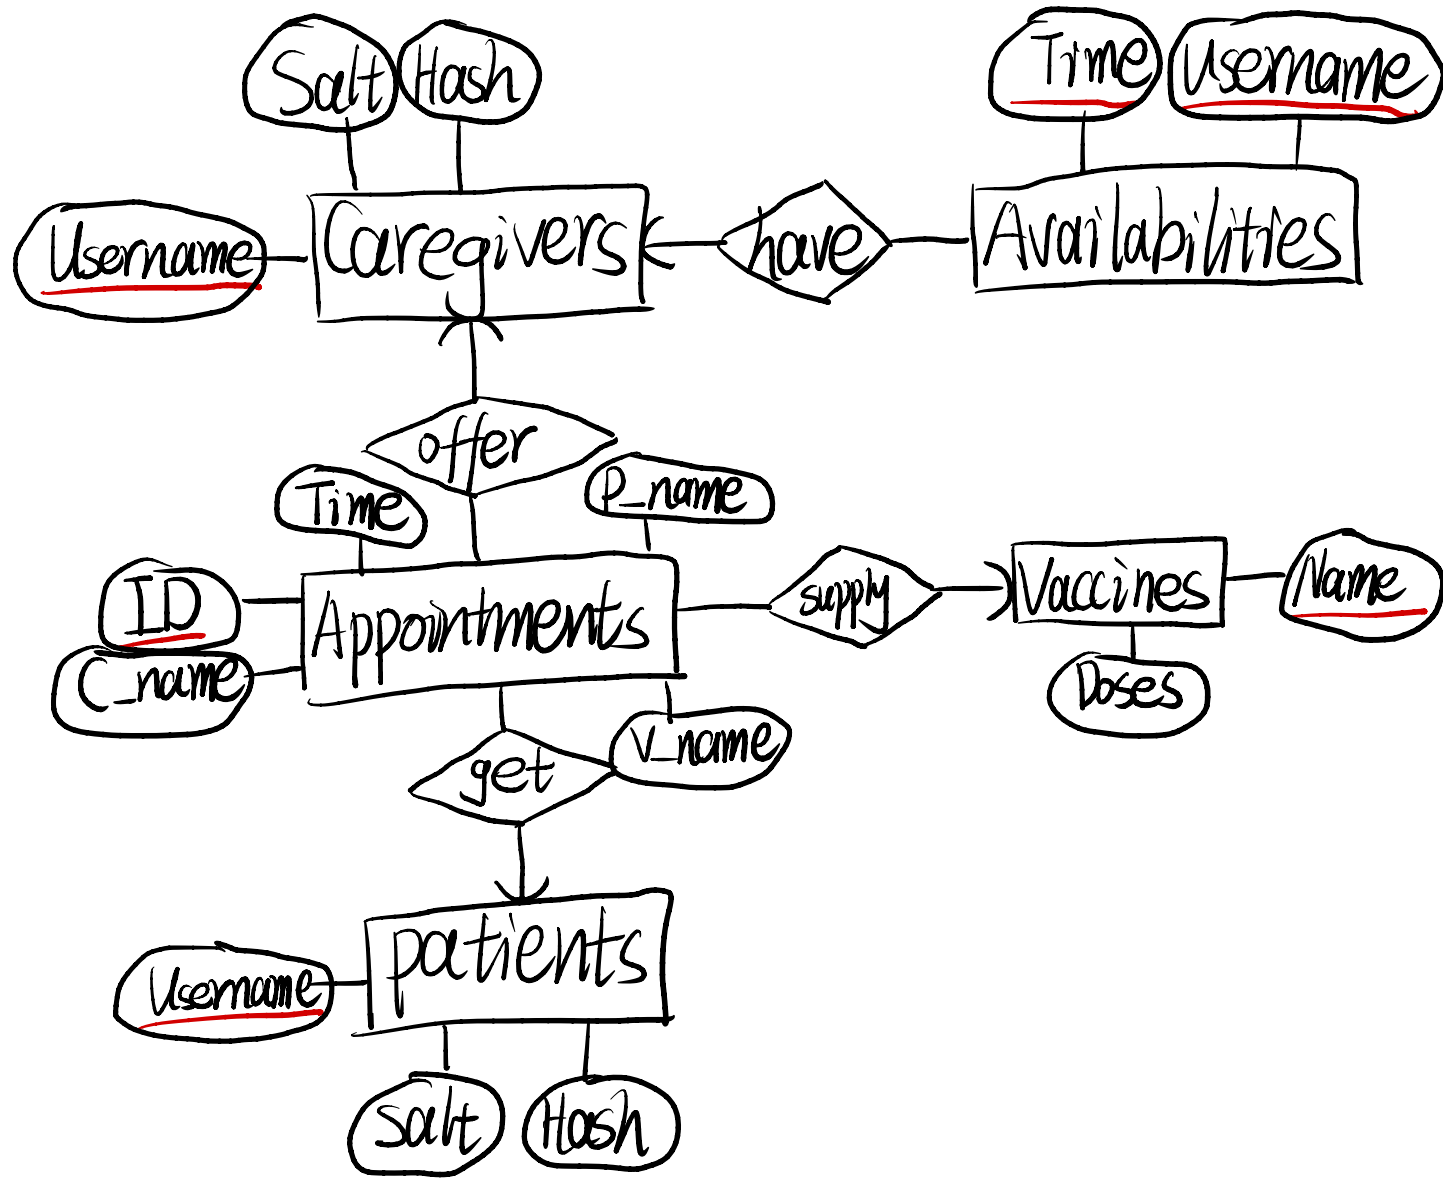 Salt
Hash
Time
Username
Username
Caregivers
have
Availabilities
offer
Time
P_name
ID
Appointments
supply
Vaccines
Name
C_name
Doses
get
V_name
patients
Username
Salt
Hash